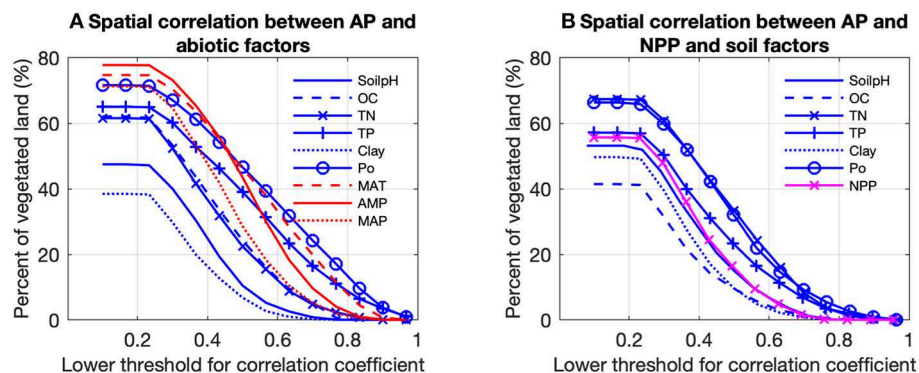 A Spatial correlation between AP and
abiotic factors
Percent of vegetated land (%)
80
60
40
20
0
SoilpH
OC
TN
TP
Clay
Po
MAT
AMP
MAP
0.2 0.4 0.6 0.8 1
Lower threshold for correlation coefficient
B Spatial correlation between AP and
NPP and soil factors
Percent of vegetated land (%)
80
60
40
20
0
SoilpH
OC
TN
TP
Clay
Po
NPP
0.2 0.4 0.6 0.8 1
Lower threshold for correlation coefficient